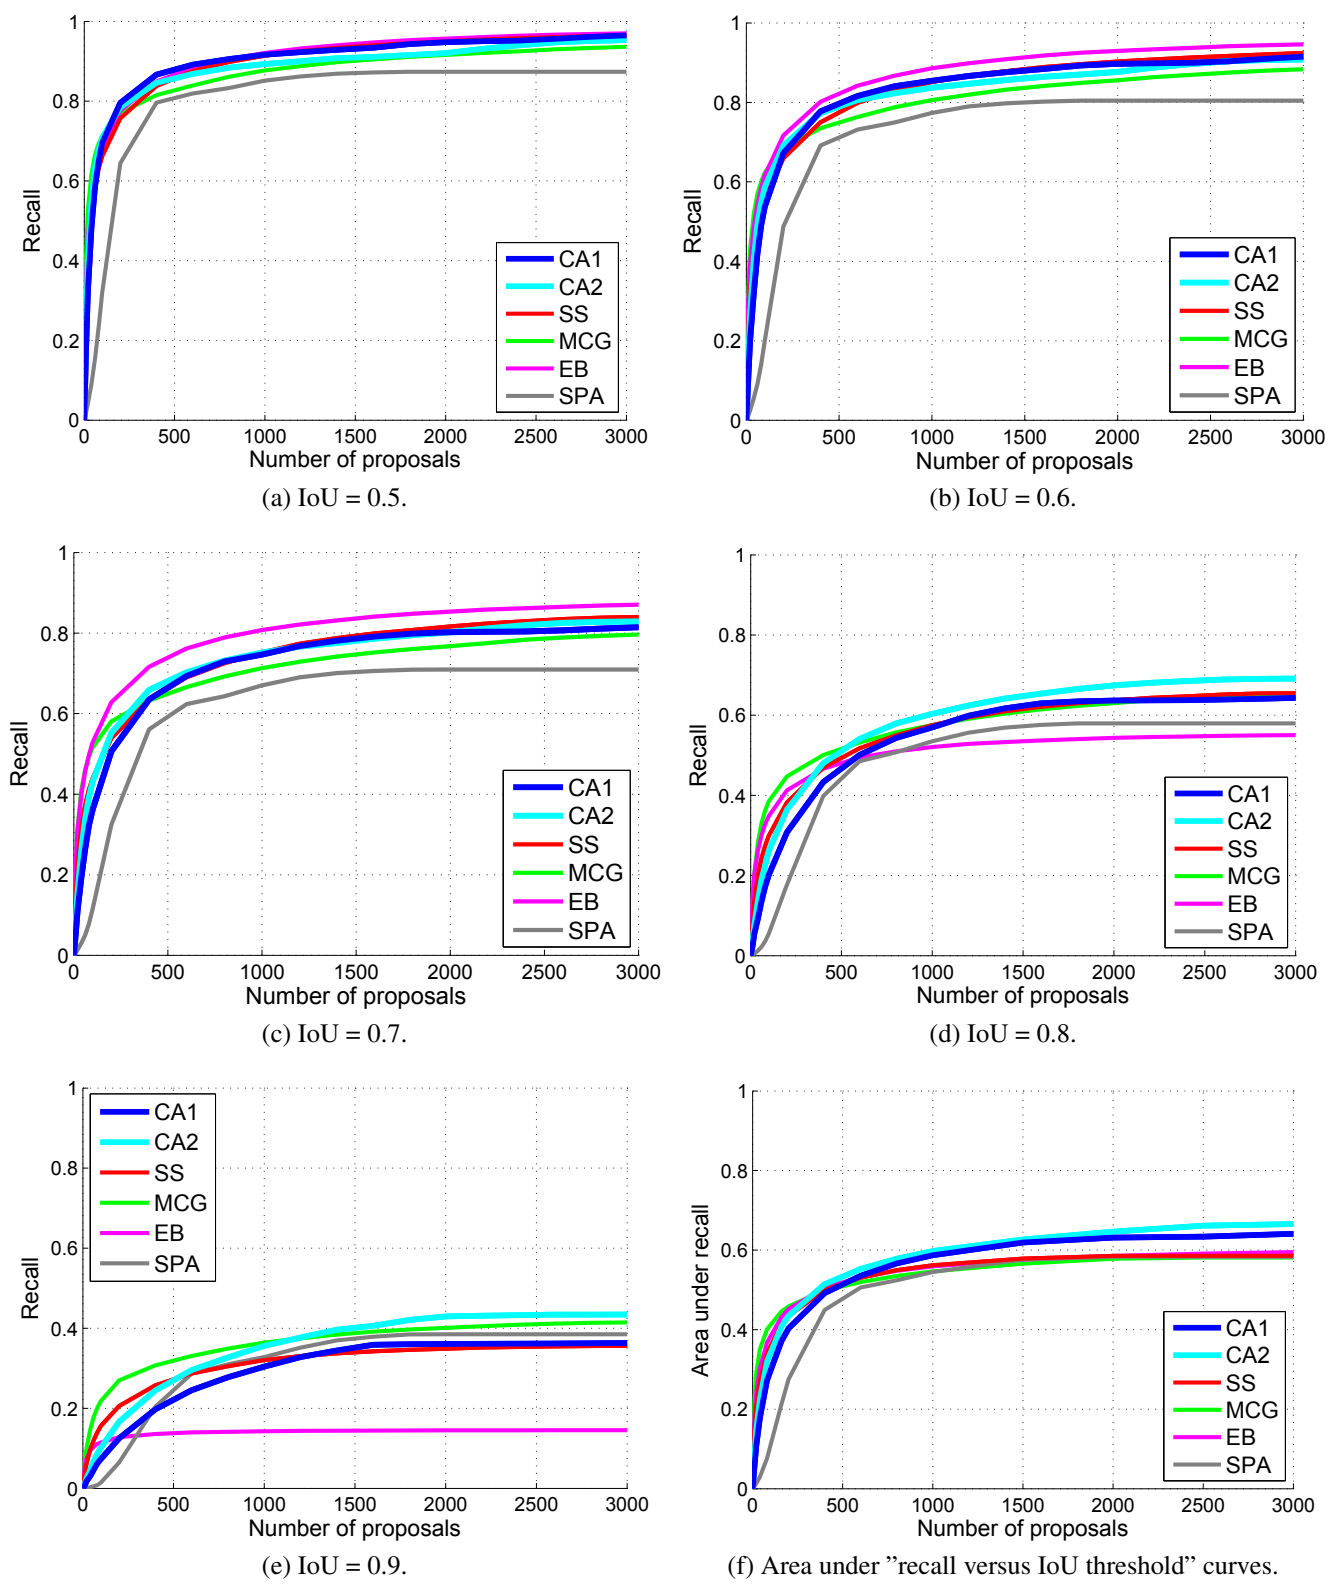 1
0.8
0.6
0.4
0.2
0
Recall
CA1
CA2
SS
MCG
EB
SPA
0 500 1000 1500 2000 2500 3000
Number of proposals
(a) IoU = 0.5.
1
0.8
0.6
0.4
0.2
0
Recall
CA1
CA2
SS
MCG
EB
SPA
0 500 1000 1500 2000 2500 3000
Number of proposals
(b) IoU = 0.6.
1
0.8
0.6
0.4
0.2
0
Recall
CA1
CA2
SS
MCG
EB
SPA
0 500 1000 1500 2000 2500 3000
Number of proposals
(c) IoU = 0.7.
1
0.8
0.6
0.4
0.2
0
Recall
CA1
CA2
SS
MCG
EB
SPA
0 500 1000 1500 2000 2500 3000
Number of proposals
(d) IoU = 0.8.
1
0.8
0.6
0.4
0.2
0
Recall
CA1
CA2
SS
MCG
EB
SPA
0 500 1000 1500 2000 2500 3000
Number of proposals
(e) IoU = 0.9.
1
0.8
0.6
0.4
0.2
0
Area under recall
CA1
CA2
SS
MCG
EB
SPA
0 500 1000 1500 2000 2500 3000
Number of proposals
(f) Area under ”recall versus IoU threshold” curves.